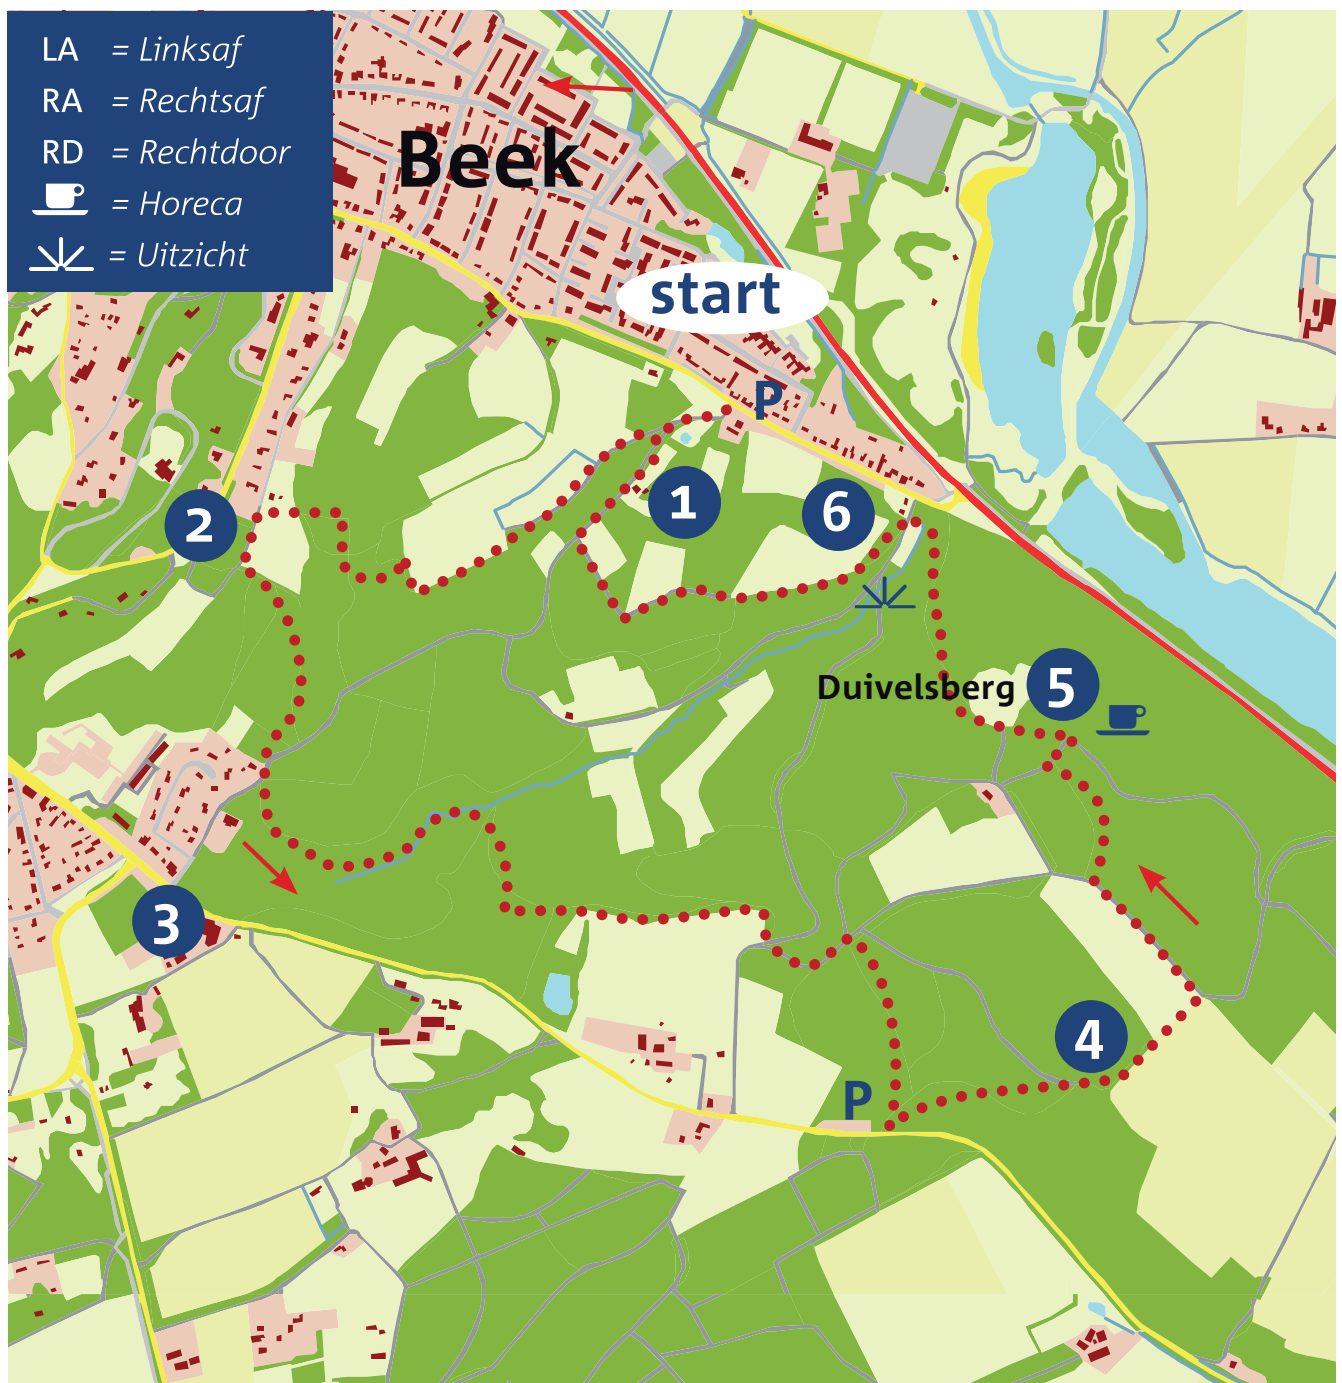 LA = Linksaf
RA = Rechtsaf
RD = Rechtdoor
= Horeca
= Uitzicht
Beek
start
P
1
6
2
Duivelsberg
5
3
4
P